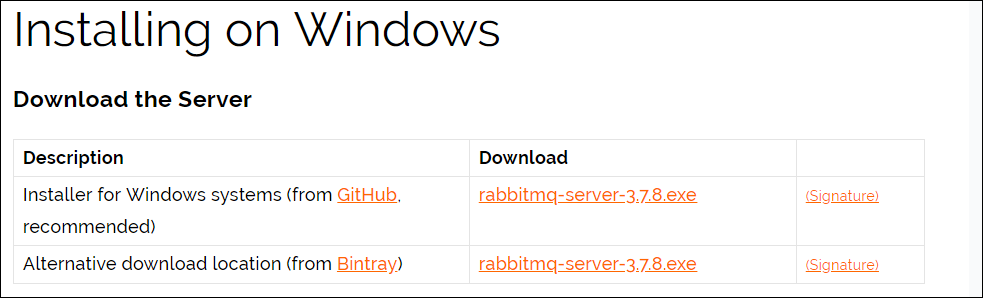 Installing on Windows
Download the Server
Description Download
Installer for Windows systems (from GitHub, rabbitmq-server-3.7.8.exe (Signature)
recommended)
Alternative download location (from Bintray) rabbitmq-server-3.7.8.exe (Signature)